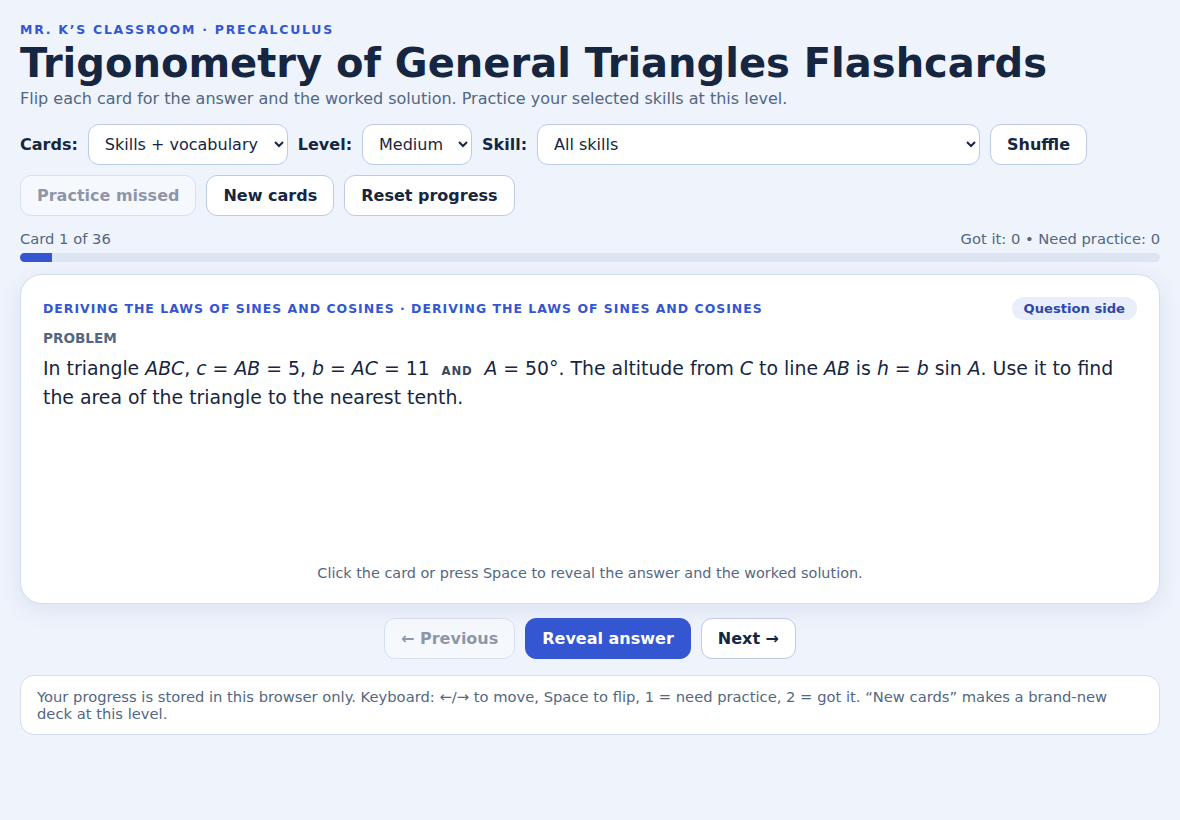 MR. K’S CLASSROOM · PRECALCULUS
Trigonometry of General Triangles Flashcards
Flip each card for the answer and the worked solution. Practice your selected skills at this level.
Cards: Skills + vocabulary Level: Medium Skill: All skills Shuffle
Practice missed New cards Reset progress
Card 1 of 36 Got it: 0 • Need practice: 0
DERIVING THE LAWS OF SINES AND COSINES · DERIVING THE LAWS OF SINES AND COSINES Question side
PROBLEM
In triangle ABC, c = AB = 5, b = AC = 11 AND A = 50°. The altitude from C to line AB is h = b sin A. Use it to find
the area of the triangle to the nearest tenth.
Click the card or press Space to reveal the answer and the worked solution.
← Previous Reveal answer Next →
Your progress is stored in this browser only. Keyboard: ←/→ to move, Space to flip, 1 = need practice, 2 = got it. “New cards” makes a brand-new
deck at this level.